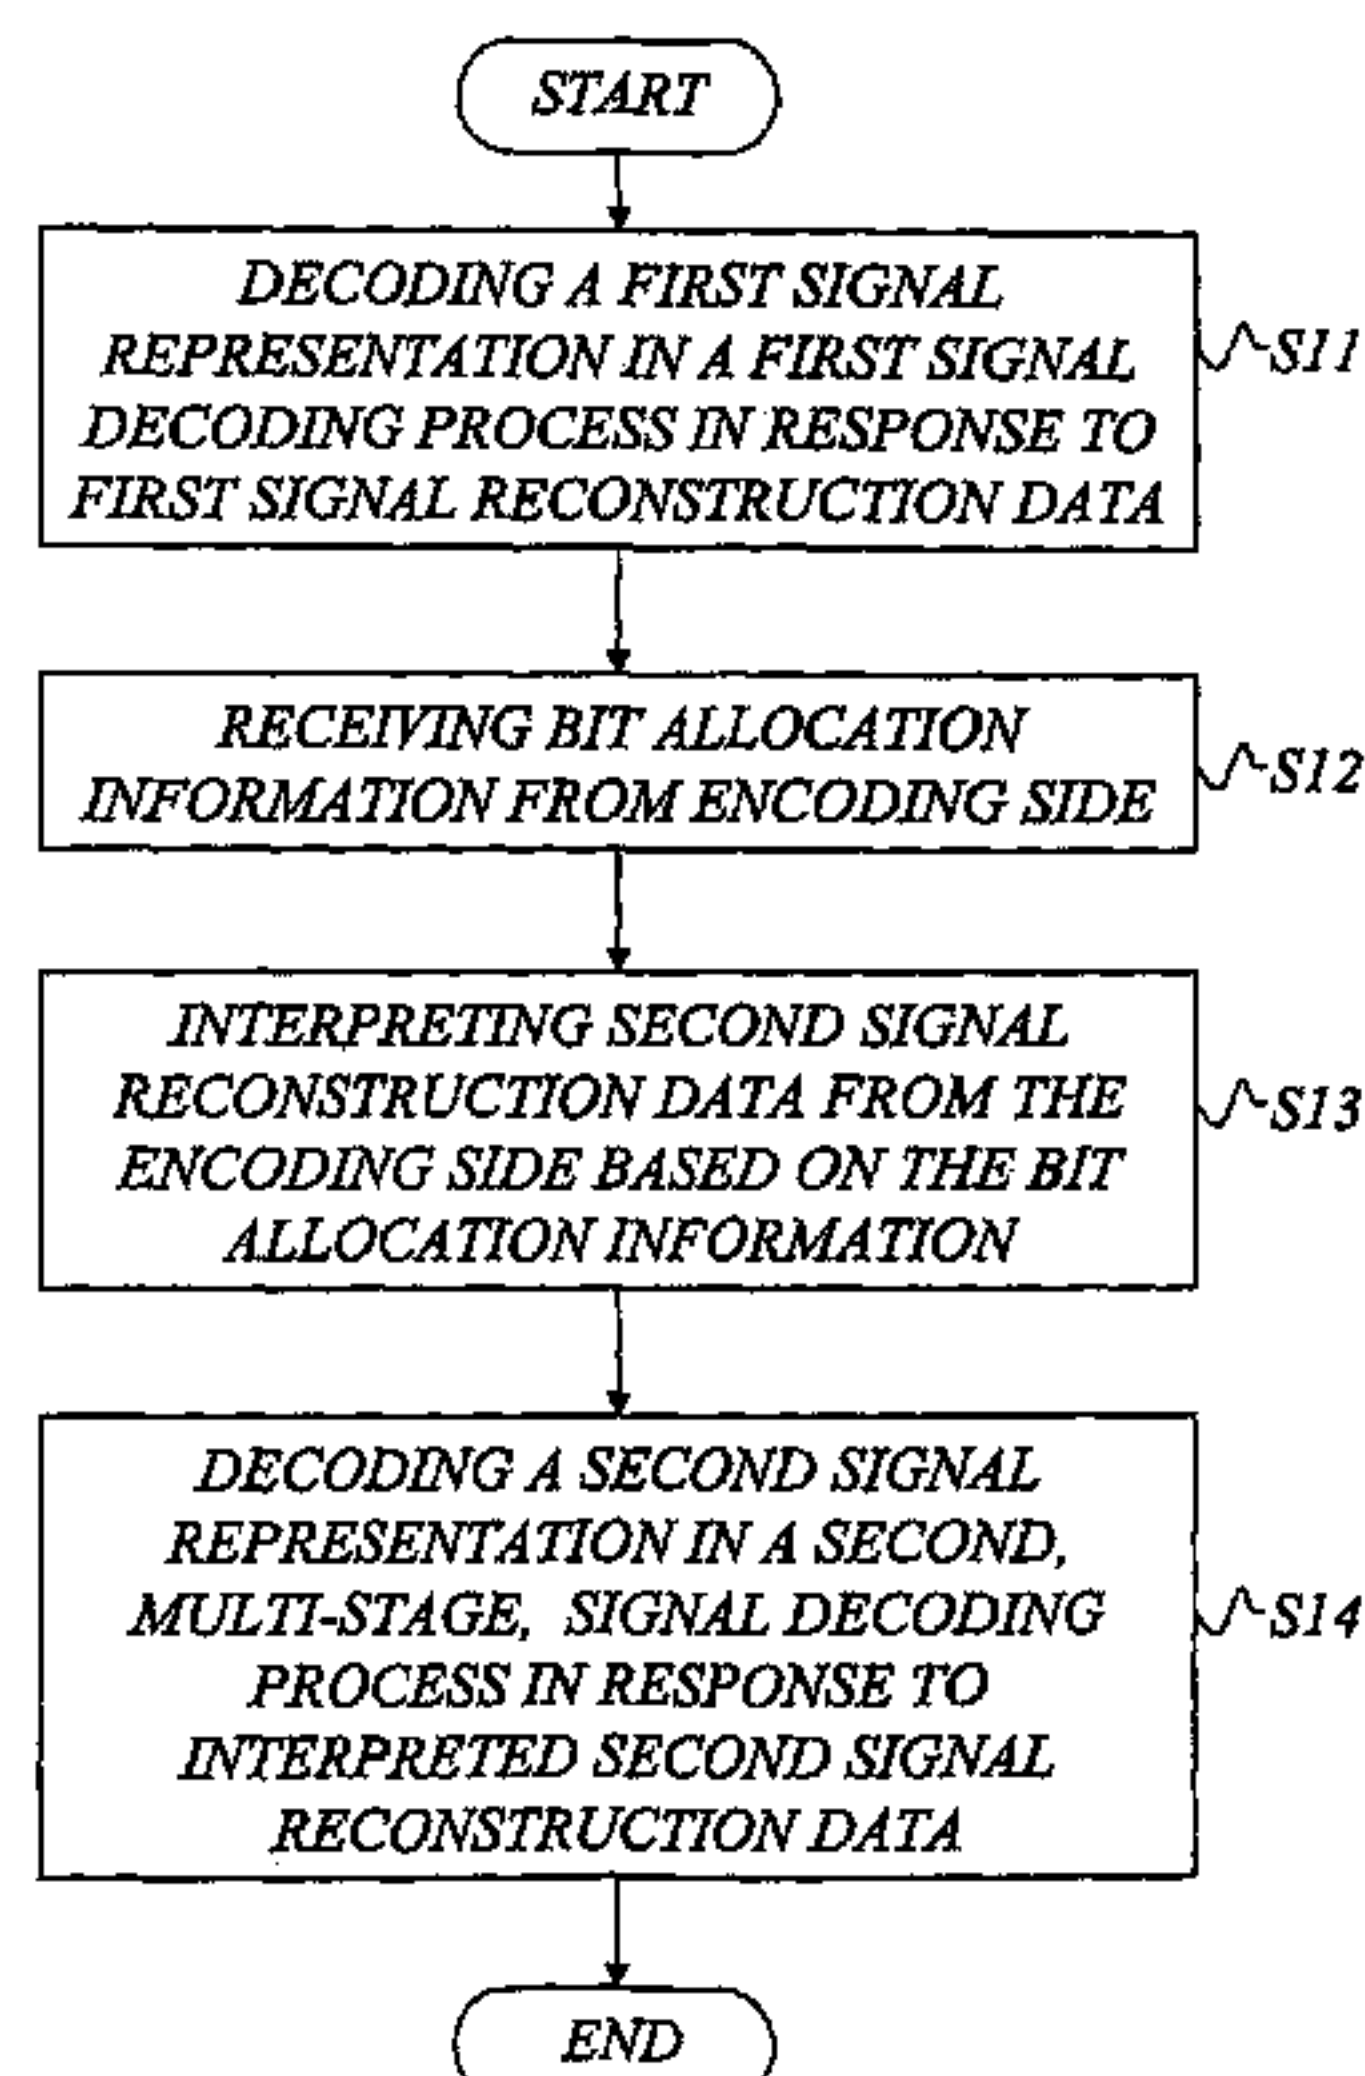 START
DECODING A FIRST SIGNAL
REPRESENTATION IN A FIRST SIGNAL
DECODING PROCESS IN RESPONSE TO
FIRST SIGNAL RECONSTRUCTION DATA
S11
RECEIVING BIT ALLOCATION
INFORMATION FROM ENCODING SIDE
S12
INTERPRETING SECOND SIGNAL
RECONSTRUCTION DATA FROM THE
ENCODING SIDE BASED ON THE BIT
ALLOCATION INFORMATION
S13
DECODING A SECOND SIGNAL
REPRESENTATION IN A SECOND,
MULTI-STAGE, SIGNAL DECODING
PROCESS IN RESPONSE TO
INTERPRETED SECOND SIGNAL
RECONSTRUCTION DATA
S14
END